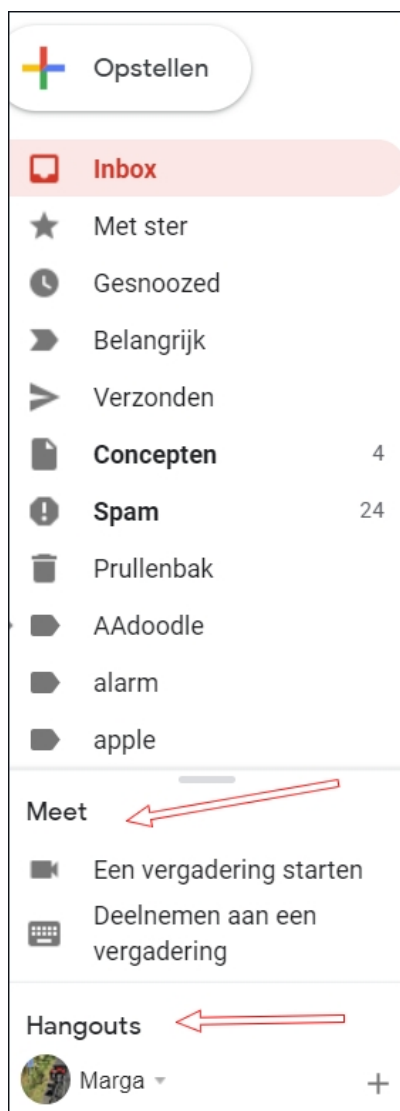 Opstellen
Inbox
Met ster
Gesnoozed
Belangrijk
Verzonden
Concepten 4
Spam 24
Prullenbak
AAdoodle
alarm
apple
Meet
Een vergadering starten
Deelnemen aan een
vergadering
Hangouts
Marga